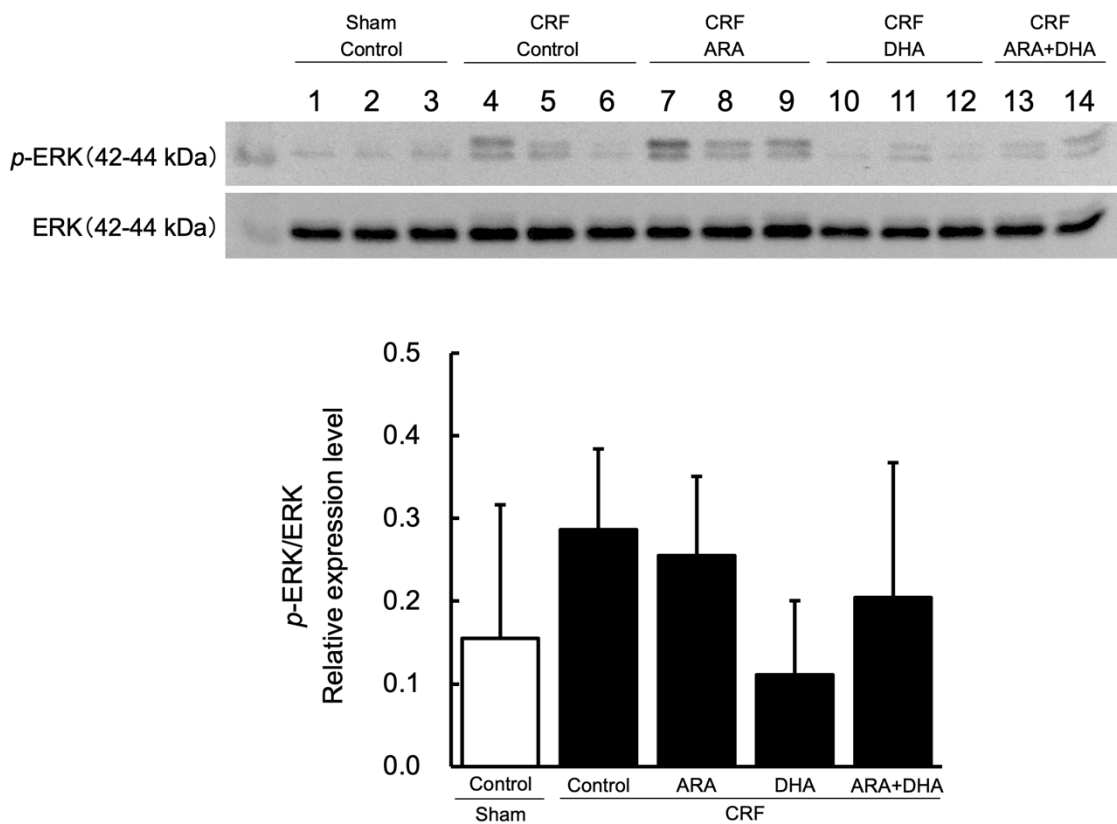 Sham CRF CRF CRF CRF
Control Control ARA DHA ARA+DHA
1 2 3 4 5 6 7 8 9 10 11 12 13 14
p-ERK(42-44 kDa)
ERK(42-44 kDa)
p-ERK/ERK
Relative expression level
0.5
0.4
0.3
0.2
0.1
0.0
Control Control ARA DHA ARA+DHA
Sham CRF